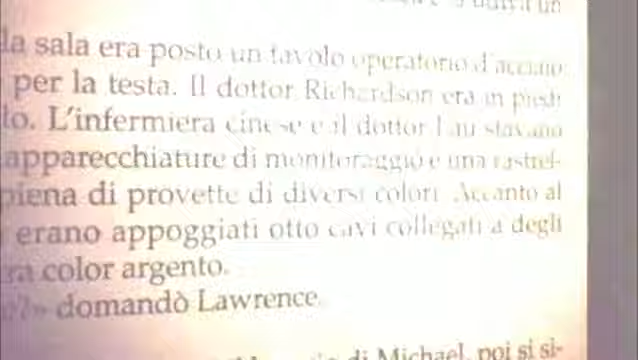 la sala era posto un tavolo operatorio d'acciaio
per la testa. Il dottor Richardson era in piedi
lo. L'infermiera cinese e il dottor Lau stavano
apparecchiature di monitoraggio e una rastrel-
piena di provette di diversi colori. Accanto al
erano appoggiati otto cavi collegati a degli
ra color argento.
domandò Lawrence.
di Michael, poi si si-